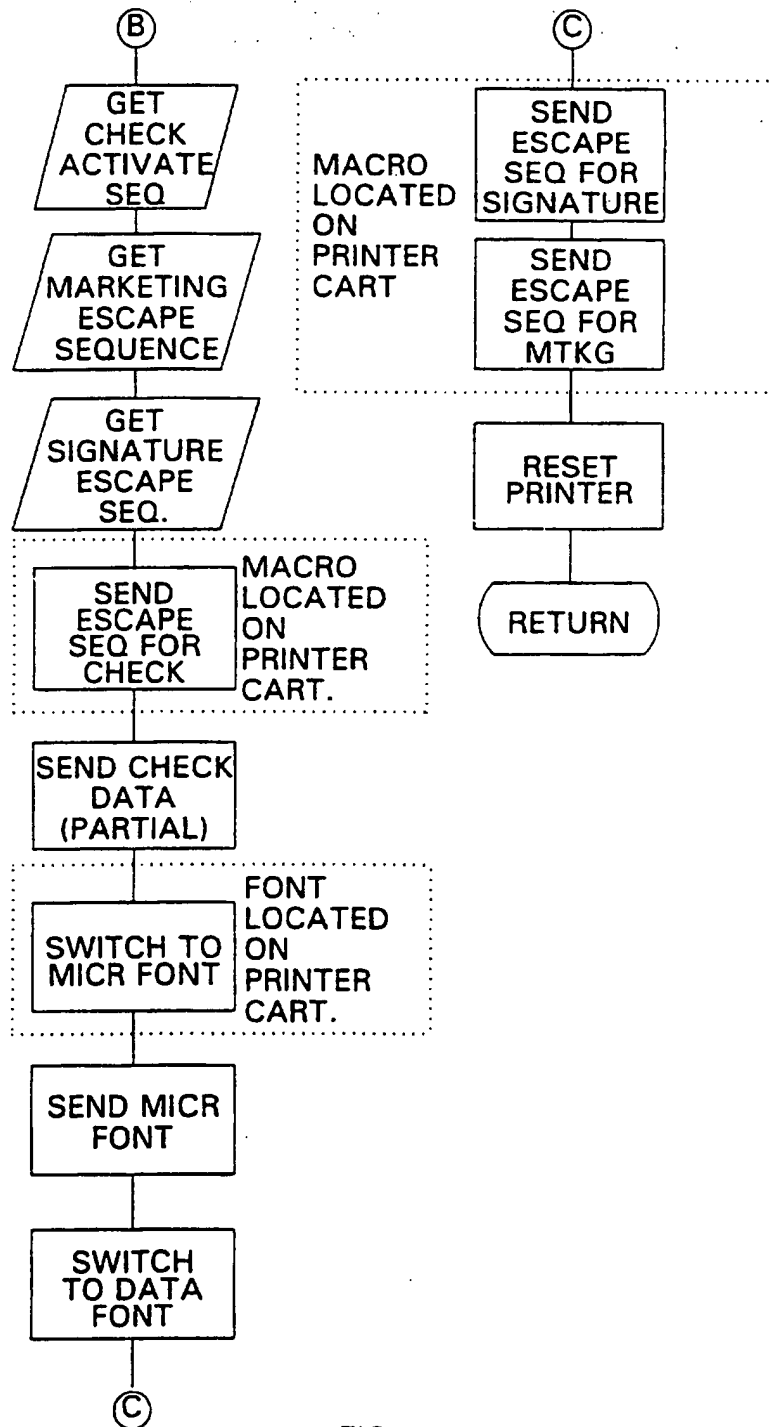 B
GET
CHECK
ACTIVATE
SEQ
GET
MARKETING
ESCAPE
SEQUENCE
GET
SIGNATURE
ESCAPE
SEQ.
SEND
ESCAPE
SEQ FOR
CHECK
MACRO
LOCATED
ON
PRINTER
CART.
SEND CHECK
DATA
(PARTIAL)
SWITCH TO
MICR FONT
FONT
LOCATED
ON
PRINTER
CART.
SEND MICR
FONT
SWITCH
TO DATA
FONT
C
C
MACRO
LOCATED
ON
PRINTER
CART
SEND
ESCAPE
SEQ FOR
SIGNATURE
SEND
ESCAPE
SEQ FOR
MTKG
RESET
PRINTER
RETURN